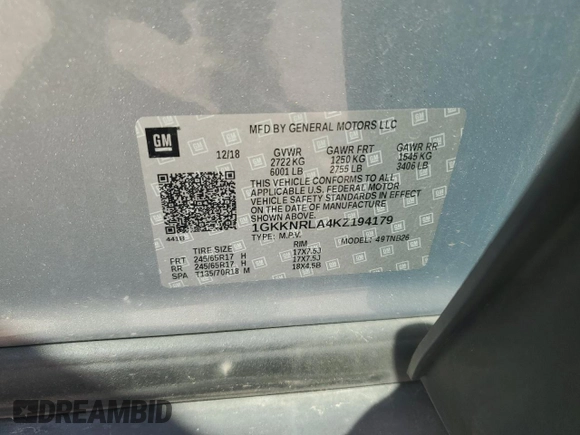 GM
MFD BY GENERAL MOTORS LLC
12/18 GVWR GAWR FRT GAWR RR
2722 KG 1250 KG 1545 KG
6001 LB 2755 LB 3406 LB
THIS VEHICLE CONFORMS TO ALL
APPLICABLE U.S. FEDERAL MOTOR
VEHICLE SAFETY STANDARDS IN EFFECT
ON THE DATE OF MANUFACTURE
SHOWN ABOVE.
1GKKNRLA4KZ194179
4418 TYPE: M.P.V. MODEL: 49TNB26
TIRE SIZE RIM
FRT 245/65R17 H 17X7.5J
RR 245/65R17 H 17X7.5J
SPA T135/70R18 M 18X4.5B
DREAMBID